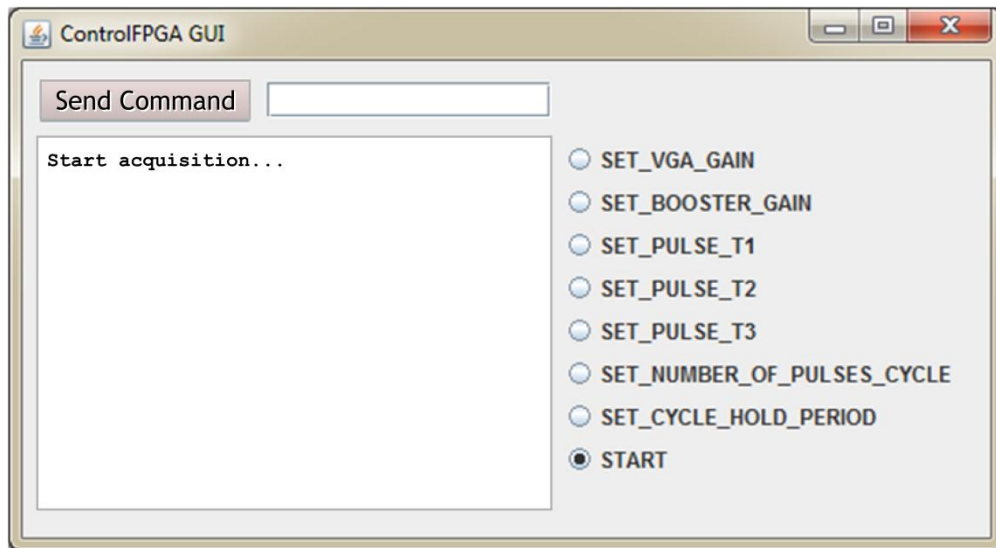 ControlFPGA GUI
Send Command
Start acquisition...
SET_VGA_GAIN
SET_BOOSTER_GAIN
SET_PULSE_T1
SET_PULSE_T2
SET_PULSE_T3
SET_NUMBER_OF_PULSES_CYCLE
SET_CYCLE_HOLD_PERIOD
START